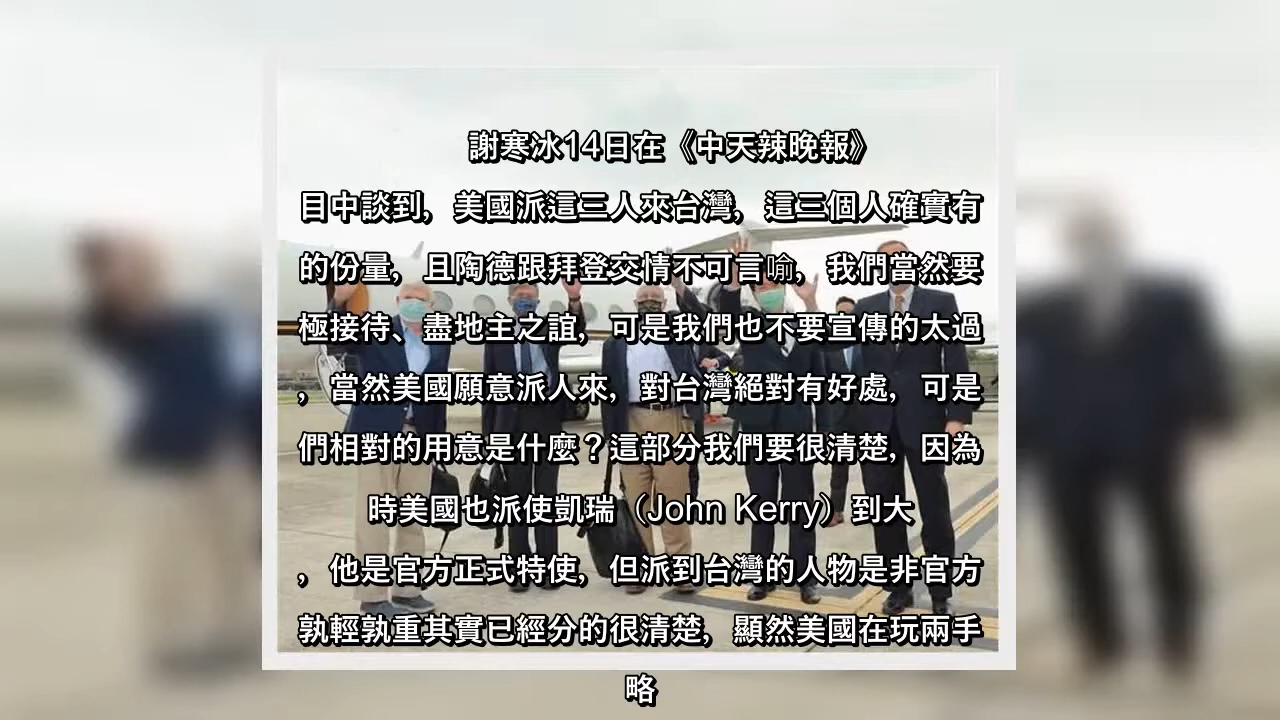 謝寒冰14日在《中天辣晚報》
目中談到，美國派這三人來台灣，這三個人確實有
的份量，且陶德跟拜登交情不可言喻，我們當然要
極接待、盡地主之誼，可是我們也不要宣傳的太過
，當然美國願意派人來，對台灣絕對有好處，可是
們相對的用意是什麼？這部分我們要很清楚，因為
時美國也派使凱瑞（John Kerry）到大
，他是官方正式特使，但派到台灣的人物是非官方
孰輕孰重其實已經分的很清楚，顯然美國在玩兩手
略